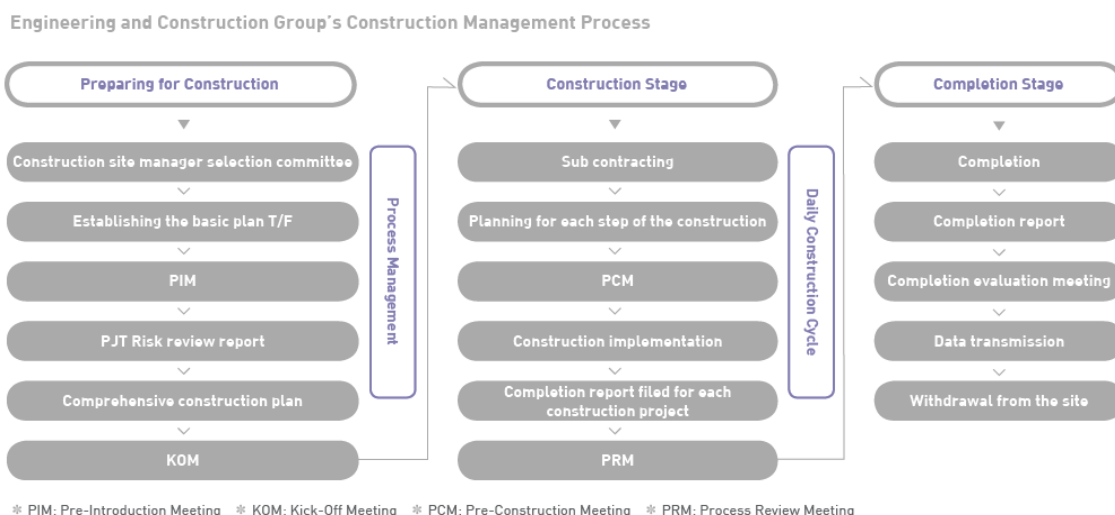 Engineering and Construction Group's Construction Management Process
Preparing for Construction
Construction site manager selection committee
Establishing the basic plan T/F
PIM
PJT Risk review report
Comprehensive construction plan
KOM
Process Management
Construction Stage
Sub contracting
Planning for each step of the construction
PCM
Construction implementation
Completion report filed for each
construction project
PRM
Daily Construction Cycle
Completion Stage
Completion
Completion report
Completion evaluation meeting
Data transmission
Withdrawal from the site
* PIM: Pre-Introduction Meeting * KOM: Kick-Off Meeting * PCM: Pre-Construction Meeting * PRM: Process Review Meeting